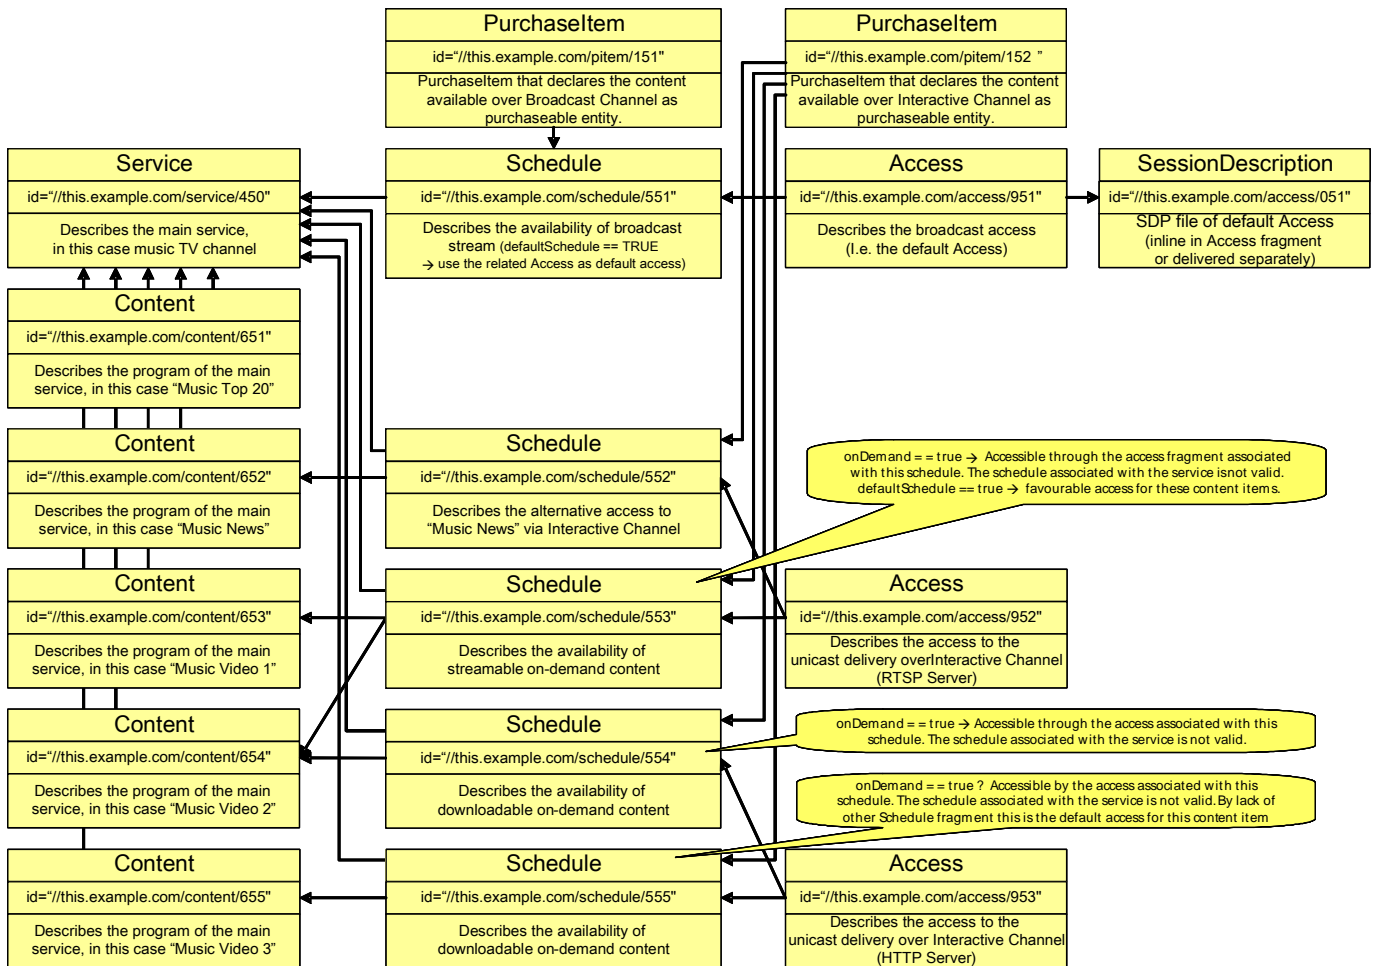 PurchaseItem
id="//this.example.com/pitem/151"
PurchaseItem that declares the content
available over Broadcast Channel as
purchaseable entity.
PurchaseItem
id="//this.example.com/pitem/152 "
PurchaseItem that declares the content
available over Interactive Channel as
purchaseable entity.
Service
id="//this.example.com/service/450"
Describes the main service,
in this case music TV channel
Schedule
id="//this.example.com/schedule/551"
Describes the availability of broadcast
stream (defaultSchedule == TRUE
→ use the related Access as default access)
Access
id="//this.example.com/access/951"
Describes the broadcast access
(I.e. the default Access)
SessionDescription
id="//this.example.com/access/051"
SDP file of default Access
(inline in Access fragment
or delivered separately)
Content
id="//this.example.com/content/651"
Describes the program of the main
service, in this case "Music Top 20"
Content
id="//this.example.com/content/652"
Describes the program of the main
service, in this case "Music News"
Schedule
id="//this.example.com/schedule/552"
Describes the alternative access to
"Music News" via Interactive Channel
onDemand == true → Accessible through the access fragment associated
with this schedule. The schedule associated with the service isnot valid.
defaultSchedule == true → favourable access for these content items.
Content
id="//this.example.com/content/653"
Describes the program of the main
service, in this case "Music Video 1"
Schedule
id="//this.example.com/schedule/553"
Describes the availability of
streamable on-demand content
Access
id="//this.example.com/access/952"
Describes the access to the
unicast delivery overInteractive Channel
(RTSP Server)
Content
id="//this.example.com/content/654"
Describes the program of the main
service, in this case "Music Video 2"
Schedule
id="//this.example.com/schedule/554"
Describes the availability of
downloadable on-demand content
onDemand == true → Accessible through the access associated with this
schedule. The schedule associated with the service is not valid.
onDemand == true ? Accessible by the access associated with this
schedule. The schedule associated with the service is not valid. By lack of
other Schedule fragment this is the default access for this content item
Content
id="//this.example.com/content/655"
Describes the program of the main
service, in this case "Music Video 3"
Schedule
id="//this.example.com/schedule/555"
Describes the availability of
downloadable on-demand content
Access
id="//this.example.com/access/953"
Describes the access to the
unicast delivery over Interactive Channel
(HTTP Server)